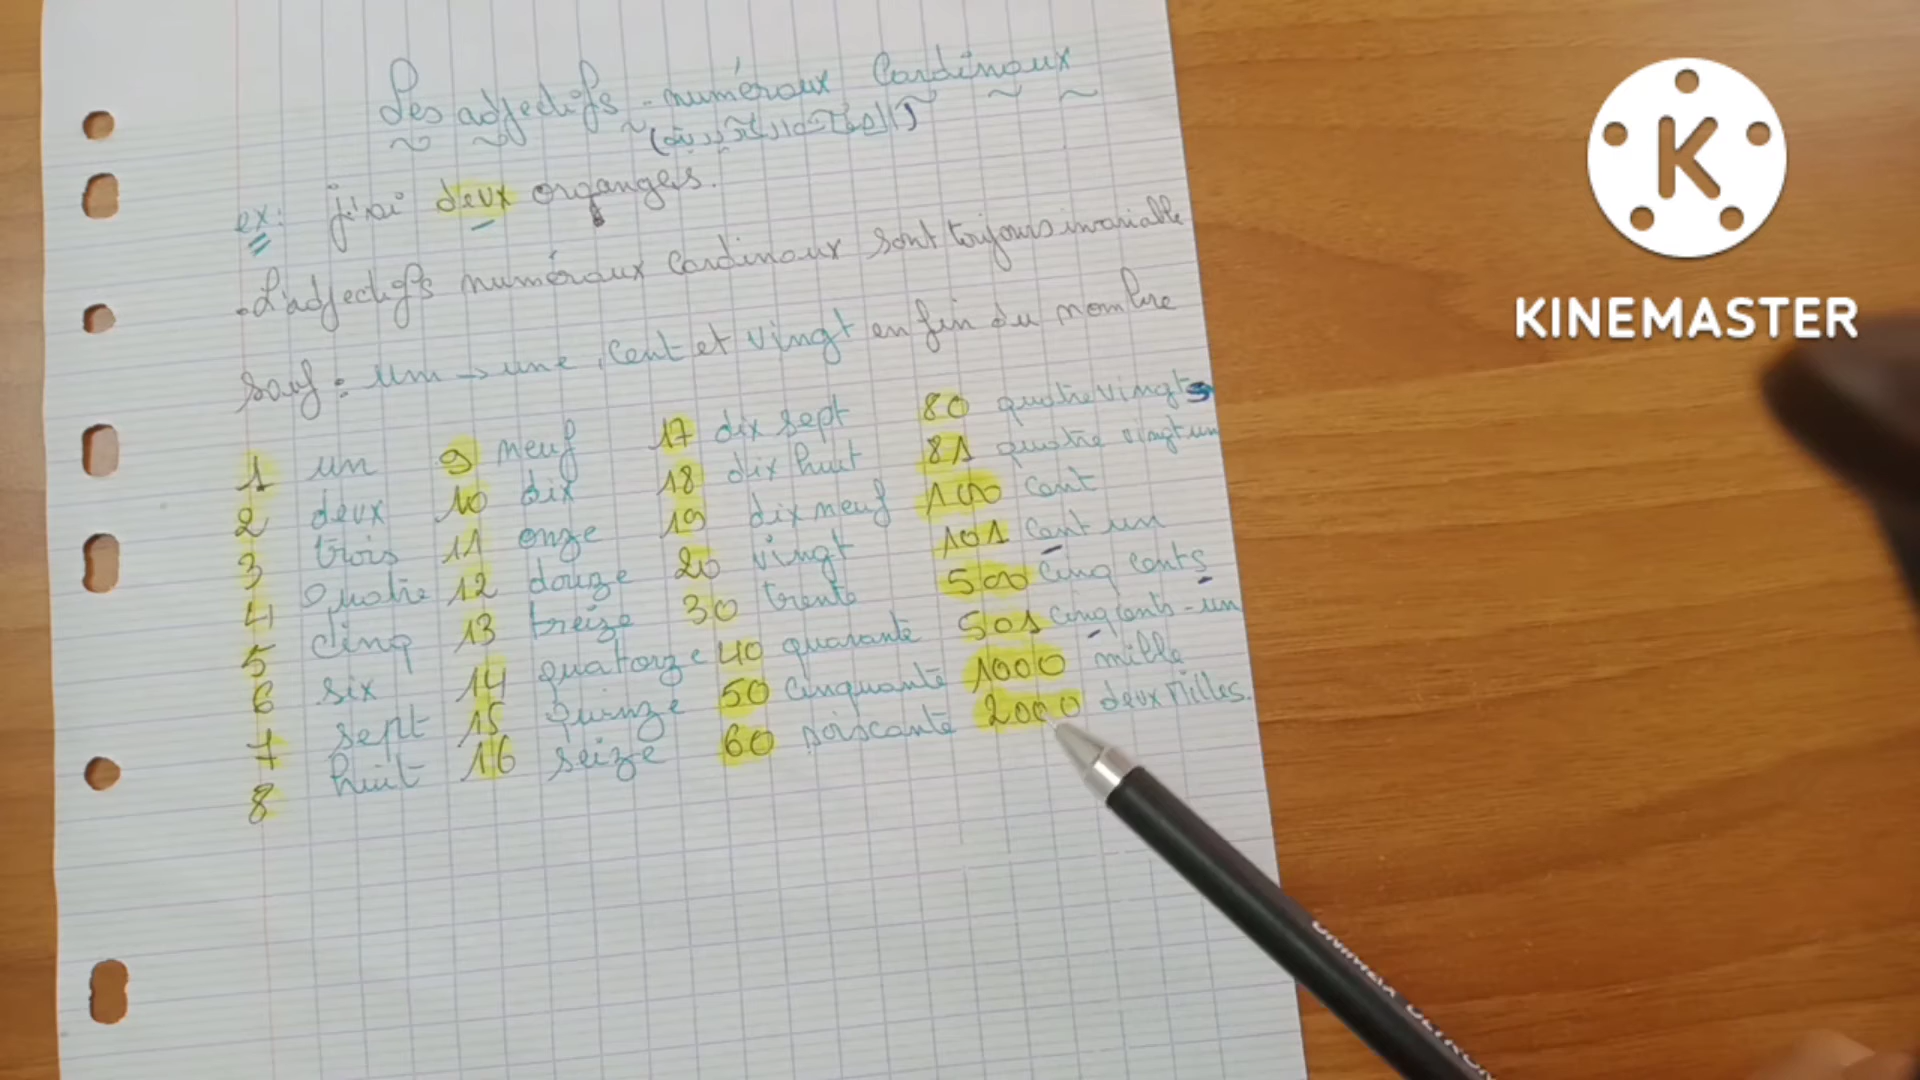 Les adjectifs numéraux Cardinaux
ex: j'ai deux organges.
L'adjectifs numéraux Cardinaux sont toujours invariable
Sauf: un → une, Cent et vingt en fin du nombre
1 un 9 neuf 17 dix sept 80 quatre vingts
2 deux 10 dix 18 dix huit 81 quatre vingt un
3 trois 11 onze 19 dix neuf 100 cent
4 Quatre 12 douze 20 vingt 101 Cent un
5 cinq 13 treize 30 trente 500 Cinq cents
6 six 14 quatorze 40 quarante 501 cinq cents-un
7 sept 15 quinze 50 cinquante 1000 mille
8 huit 16 seize 60 soiscante 2000 deux Milles.
KINEMASTER